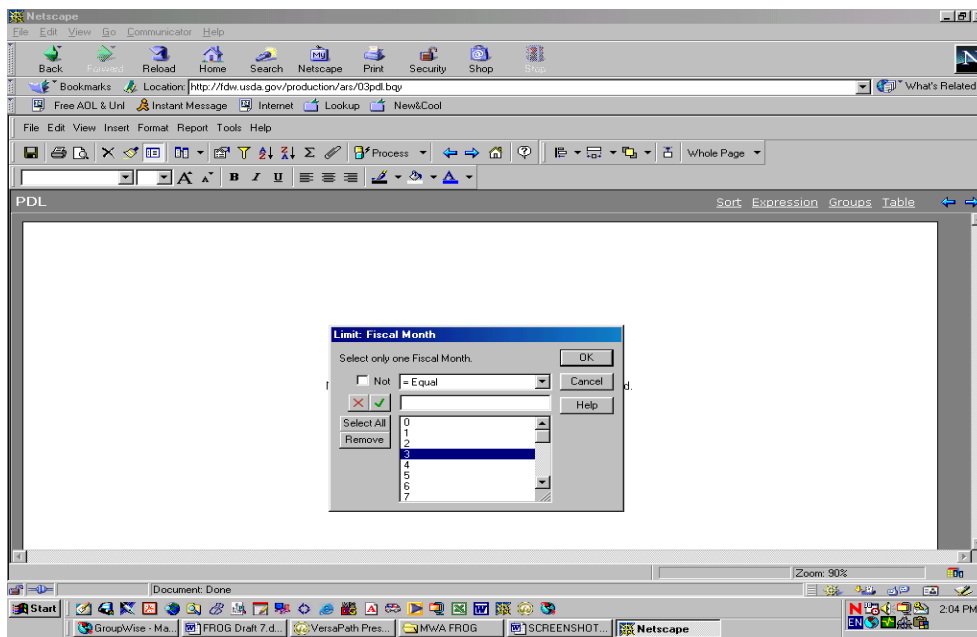 Netscape
File Edit View Go Communicator Help
Back Forward Reload Home Search Netscape Print Security Shop Stop
Bookmarks Location: http://fdw.usda.gov/production/ars/03pdl.bqy What's Related
Free AOL & Unl Instant Message Internet Lookup New&Cool
File Edit View Insert Format Report Tools Help
Process Whole Page
A A B I U A
PDL Sort Expression Groups Table
Limit: Fiscal Month
Select only one Fiscal Month. OK
Not = Equal Cancel
d.
Help
Select All
Remove
0
1
2
3
4
5
6
7
Zoom: 90%
Document: Done
Start 2:04 PM
EN
GroupWise - Ma... FROG Draft 7.d... VersaPath Pres... MWA FROG SCREENSHOT... Netscape